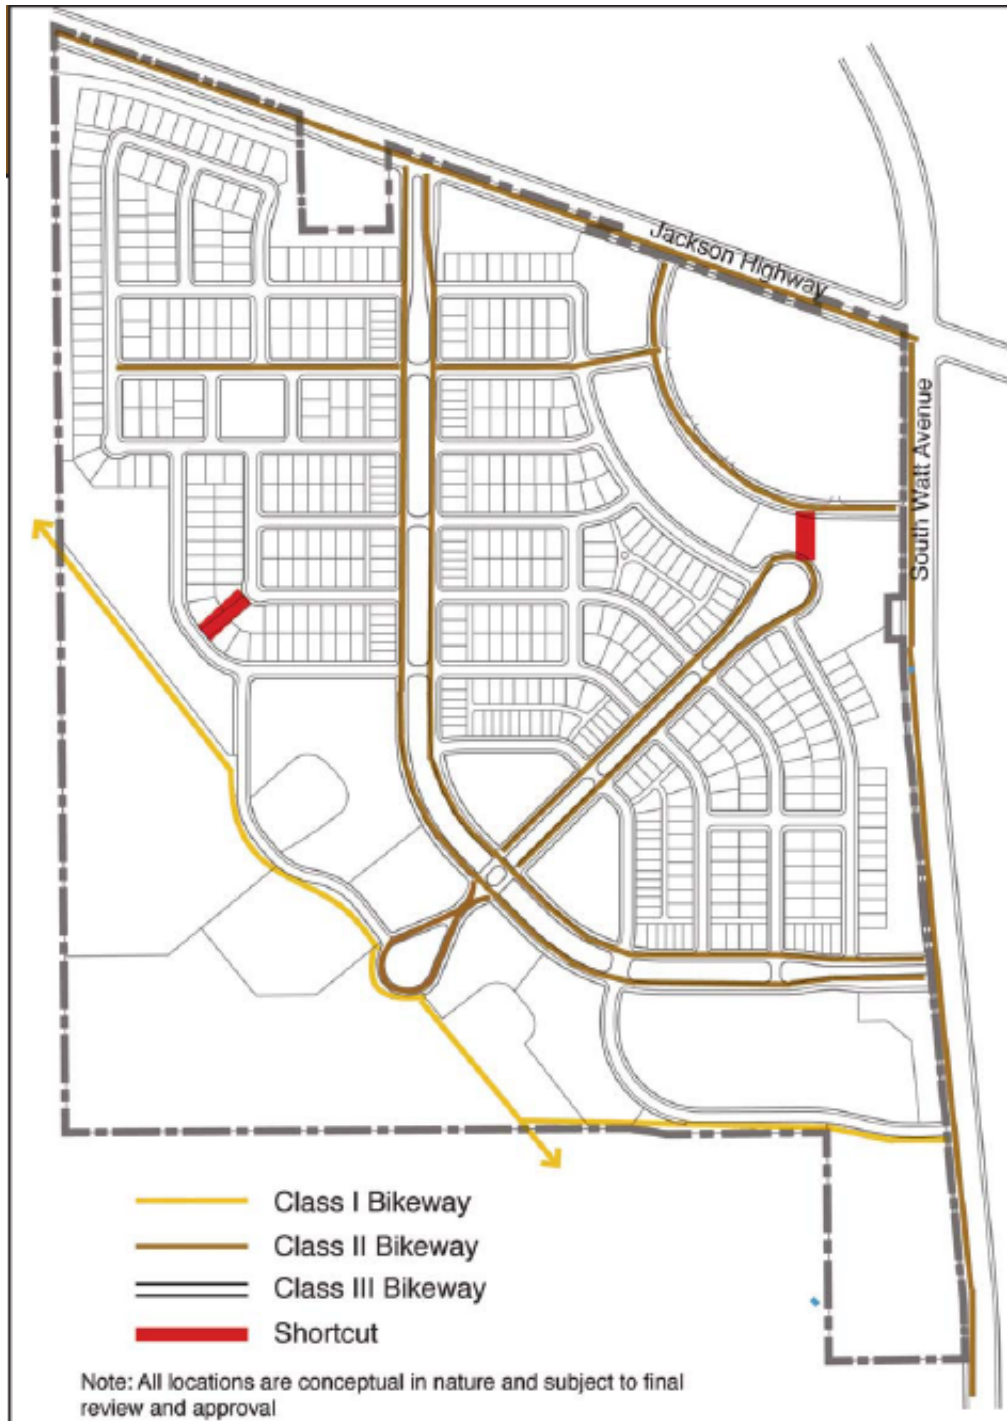 Jackson Highway
South Watt Avenue
Class I Bikeway
Class II Bikeway
Class III Bikeway
Shortcut
Note: All locations are conceptual in nature and subject to final
review and approval